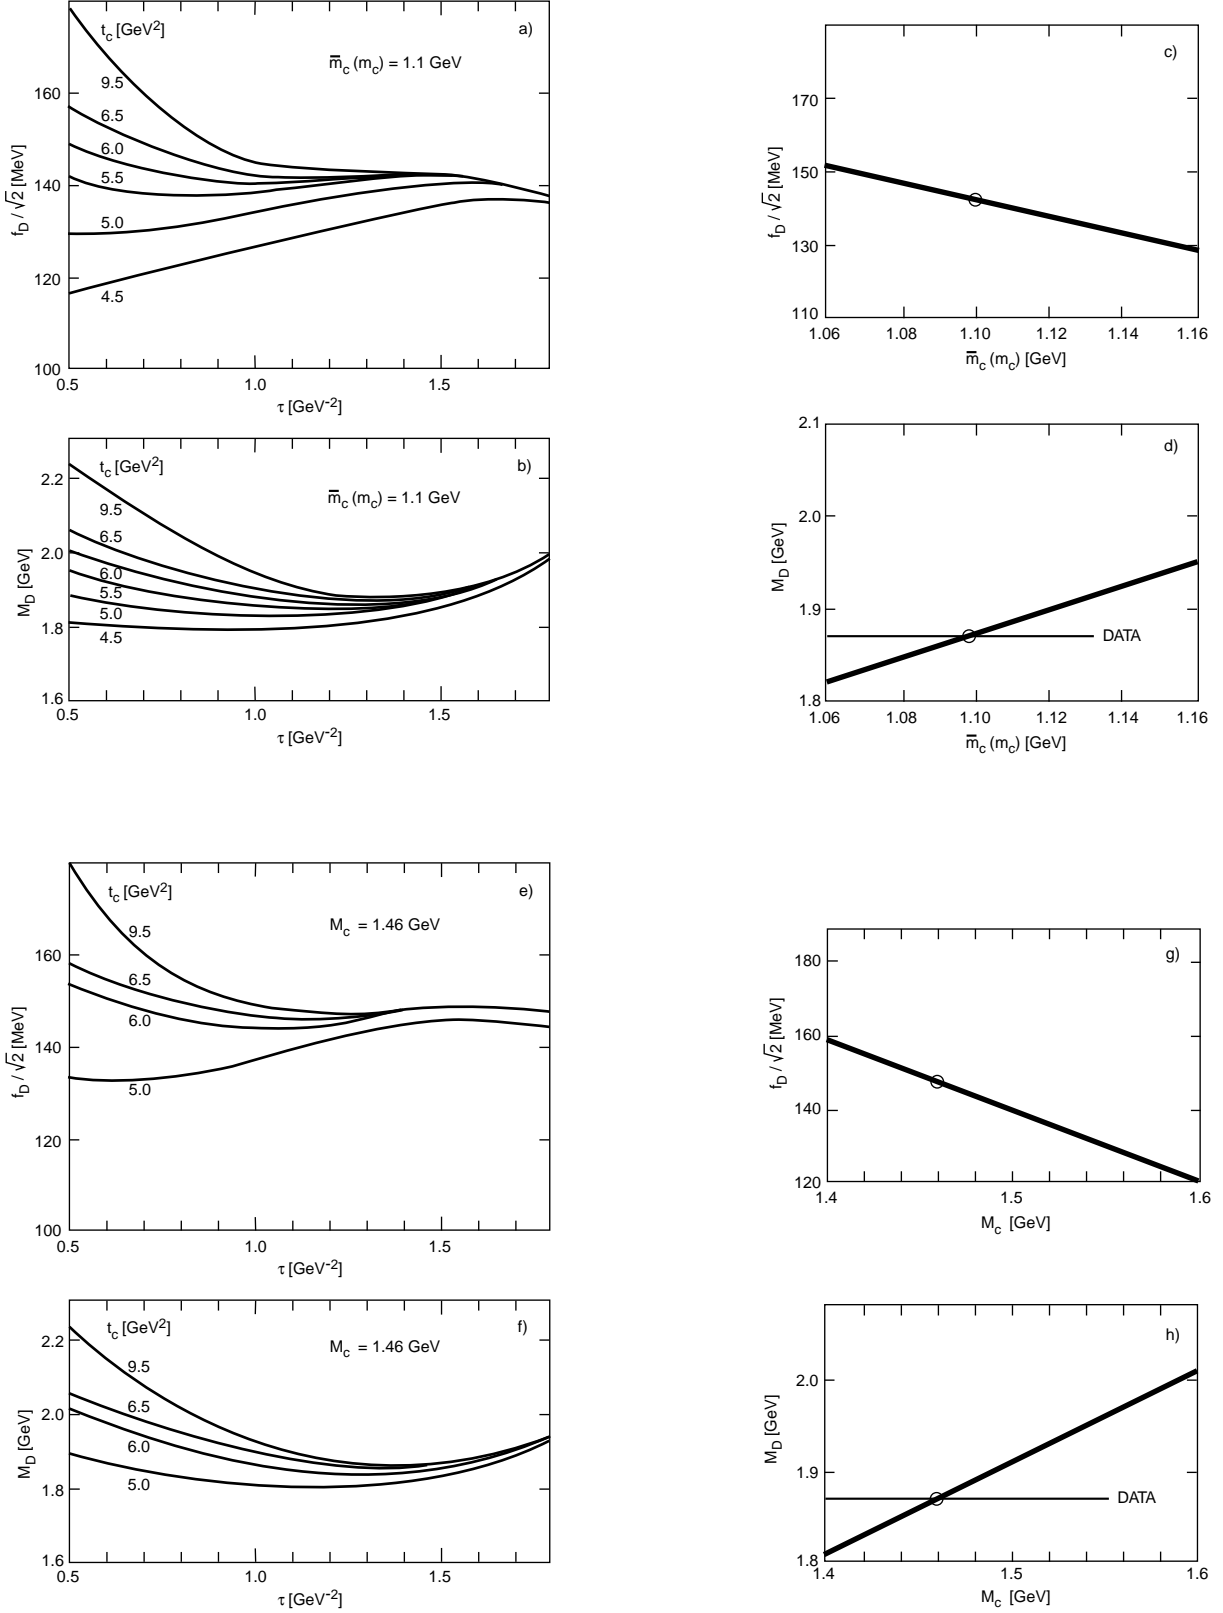 t_c [GeV²]
a)
m̄_c (m_c) = 1.1 GeV
9.5
6.5
6.0
5.5
5.0
4.5
160
140
120
100
f_D / √2 [MeV]
0.5 1.0 1.5
τ [GeV⁻²]
t_c [GeV²]
b)
m̄_c (m_c) = 1.1 GeV
9.5
6.5
6.0
5.5
5.0
4.5
2.2
2.0
1.8
1.6
M_D [GeV]
0.5 1.0 1.5
τ [GeV⁻²]
c)
170
150
130
110
f_D / √2 [MeV]
1.06 1.08 1.10 1.12 1.14 1.16
m̄_c (m_c) [GeV]
d)
2.1
2.0
1.9
1.8
M_D [GeV]
DATA
1.06 1.08 1.10 1.12 1.14 1.16
m̄_c (m_c) [GeV]
t_c [GeV²]
e)
M_c = 1.46 GeV
9.5
6.5
6.0
5.0
160
140
120
100
f_D / √2 [MeV]
0.5 1.0 1.5
τ [GeV⁻²]
t_c [GeV²]
f)
M_c = 1.46 GeV
9.5
6.5
6.0
5.0
2.2
2.0
1.8
1.6
M_D [GeV]
0.5 1.0 1.5
τ [GeV⁻²]
g)
180
160
140
120
f_D / √2 [MeV]
1.4 1.5 1.6
M_c [GeV]
h)
2.0
1.9
1.8
M_D [GeV]
DATA
1.4 1.5 1.6
M_c [GeV]